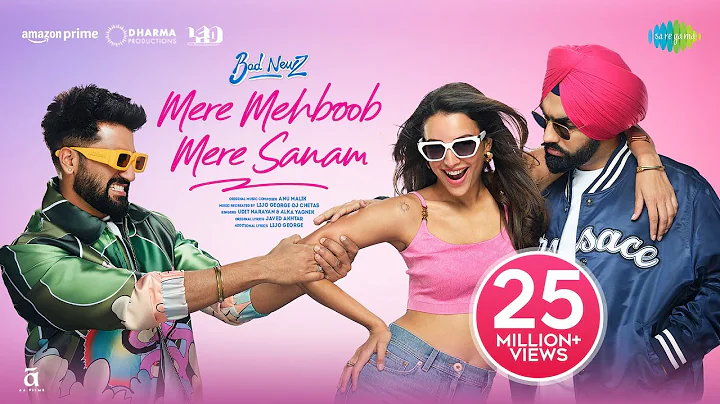 amazon prime
DHARMA
PRODUCTIONS
saregama
Bad Newz
Mere Mehboob
Mere Sanam
ORIGINAL MUSIC COMPOSER ANU MALIK
MUSIC RECREATED BY LIJO GEORGE DJ CHETAS
SINGERS UDIT NARAYAN & ALKA YAGNIK
ORIGINAL LYRICS JAVED AKHTAR
ADDITIONAL LYRICS LIJO GEORGE
25
MILLION+
VIEWS